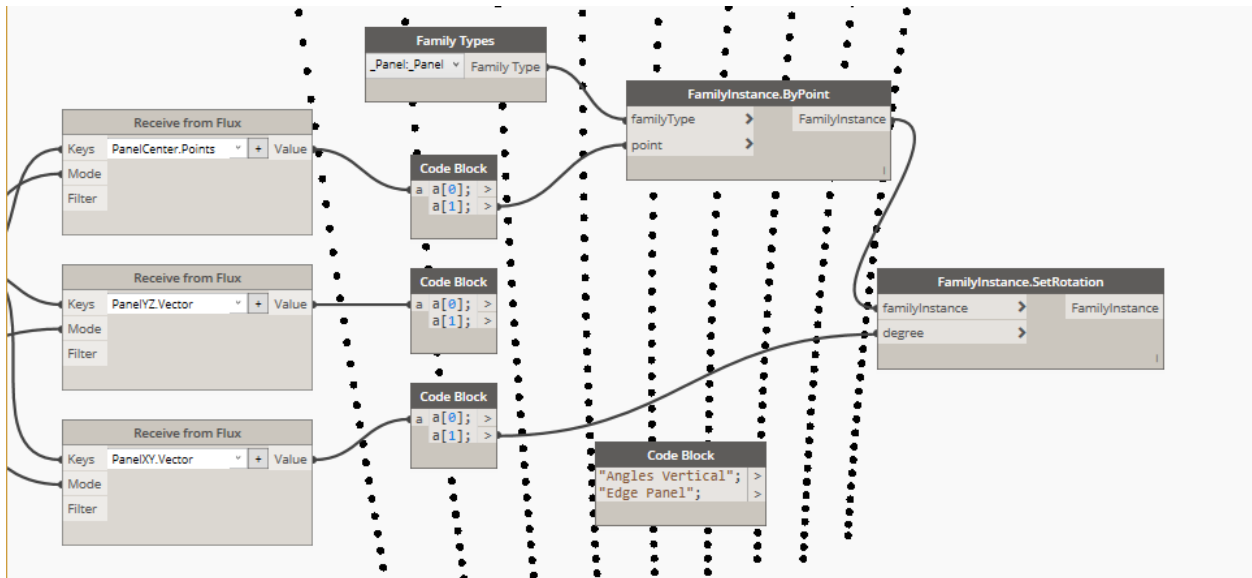 Family Types
_Panel:_Panel Family Type
FamilyInstance.ByPoint
familyType > FamilyInstance
point >
Receive from Flux
Keys PanelCenter.Points + Value
Mode
Filter
Code Block
a a[0]; >
a[1]; >
Receive from Flux
Keys PanelYZ.Vector + Value
Mode
Filter
Code Block
a a[0]; >
a[1]; >
FamilyInstance.SetRotation
familyInstance > FamilyInstance
degree >
Receive from Flux
Keys PanelXY.Vector + Value
Mode
Filter
Code Block
a a[0]; >
a[1]; >
Code Block
"Angles Vertical"; >
"Edge Panel"; >